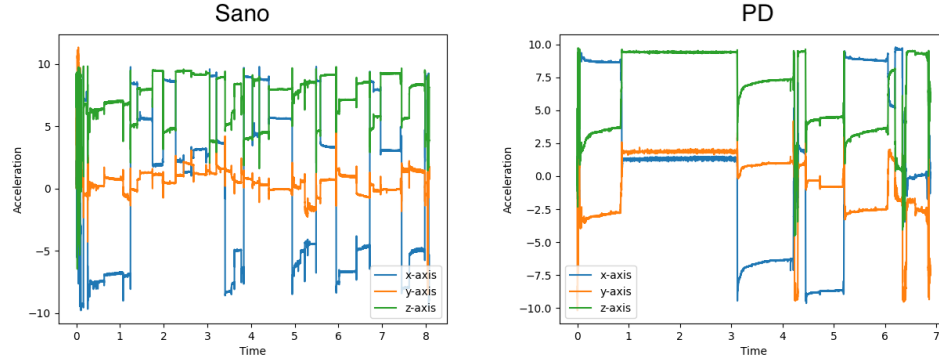 Sano
PD
Acceleration
10
5
0
−5
−10
0 1 2 3 4 5 6 7 8
Time
x-axis
y-axis
z-axis
Acceleration
10.0
7.5
5.0
2.5
0.0
−2.5
−5.0
−7.5
−10.0
0 1 2 3 4 5 6 7
Time
x-axis
y-axis
z-axis